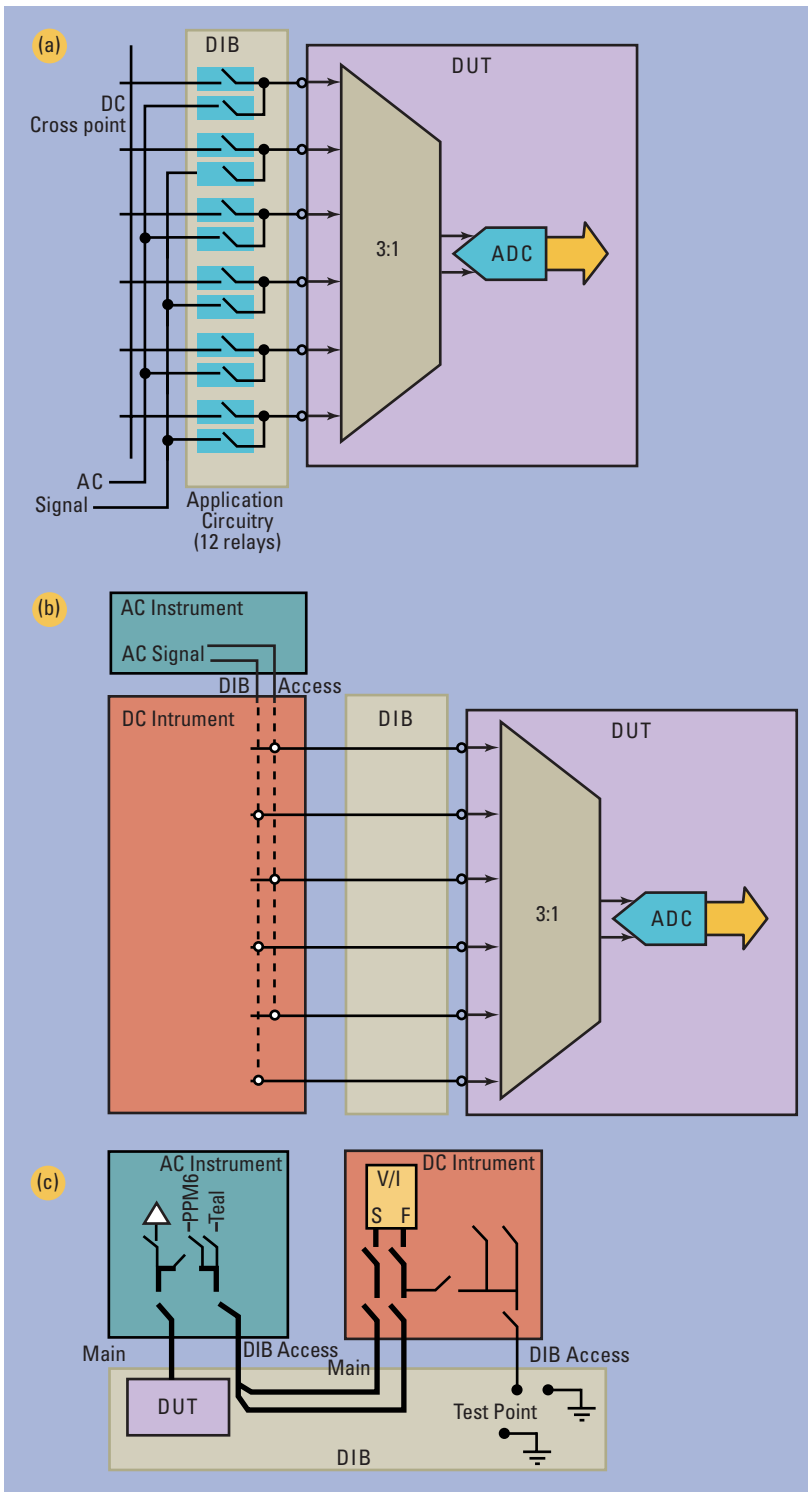 (a)
DIB
DUT
DC
Cross point
3:1
ADC
AC
Signal
Application
Circuitry
(12 relays)
(b)
AC Instrument
AC Signal
DIB Access
DC Intrument
DIB
DUT
3:1
ADC
(c)
AC Instrument
PPM6
Teal
DC Intrument
V/I
S F
Main
DIB Access
Main
DIB Access
DUT
Test Point
DIB